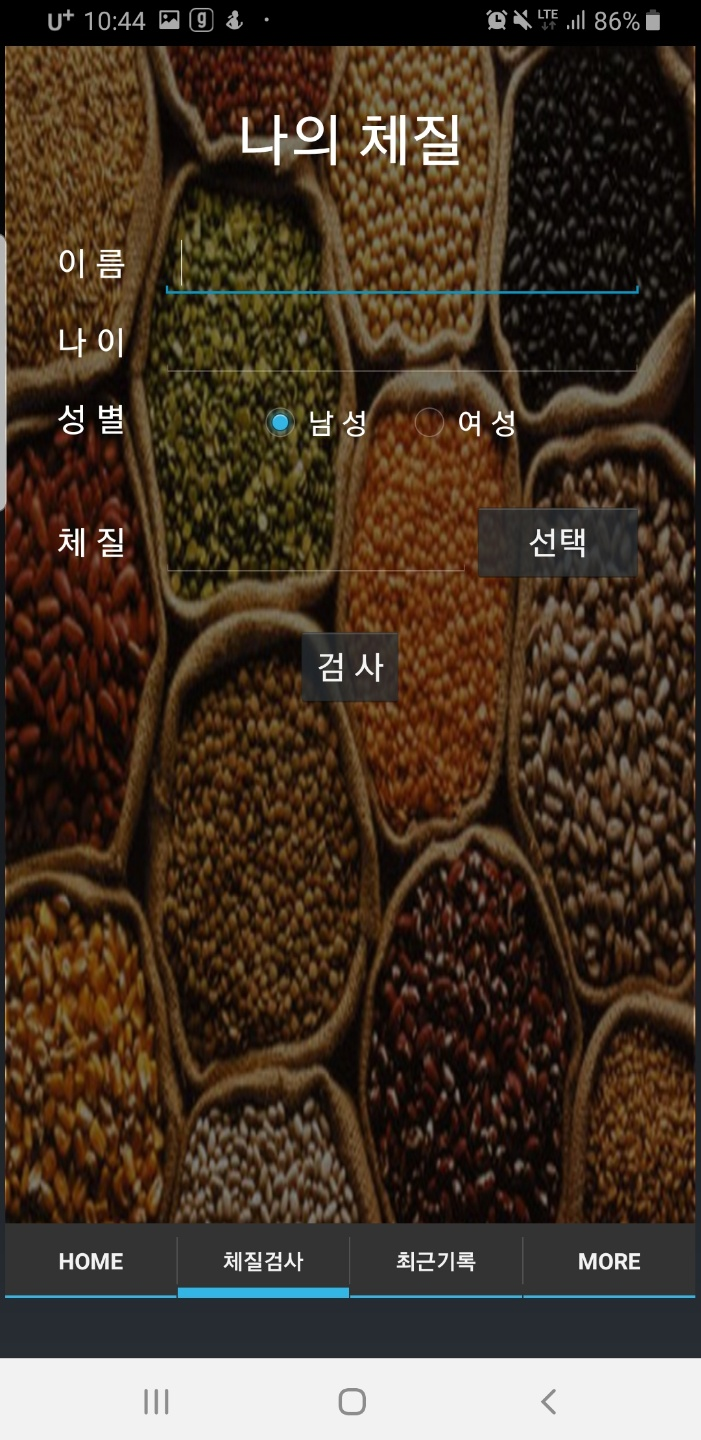 U+ 10:44 g LTE 86%
나의 체질
이 름
나 이
성 별 남 성 여 성
체 질 선택
검 사
HOME 체질검사 최근기록 MORE